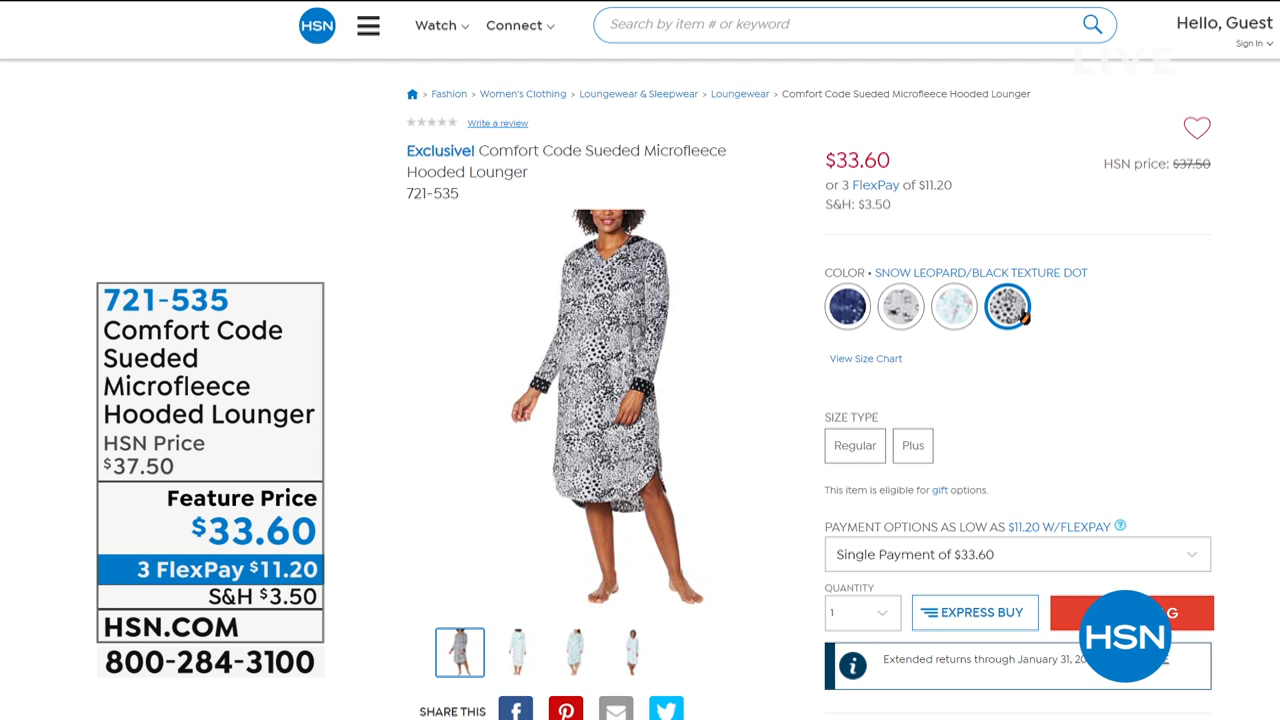 HSN
Watch
Connect
Search by item # or keyword
Hello, Guest
Sign In
LIVE
> Fashion > Women's Clothing > Loungewear & Sleepwear > Loungewear > Comfort Code Sueded Microfleece Hooded Lounger
Write a review
Exclusive! Comfort Code Sueded Microfleece
Hooded Lounger
721-535
$33.60
HSN price: $37.50
or 3 FlexPay of $11.20
S&H: $3.50
COLOR • SNOW LEOPARD/BLACK TEXTURE DOT
View Size Chart
SIZE TYPE
Regular
Plus
This item is eligible for gift options.
PAYMENT OPTIONS AS LOW AS $11.20 W/FLEXPAY ?
Single Payment of $33.60
QUANTITY
1
EXPRESS BUY
G
HSN
i
Extended returns through January 31, 20
SHARE THIS
721-535
Comfort Code
Sueded
Microfleece
Hooded Lounger
HSN Price
$37.50
Feature Price
$33.60
3 FlexPay $11.20
S&H $3.50
HSN.COM
800-284-3100